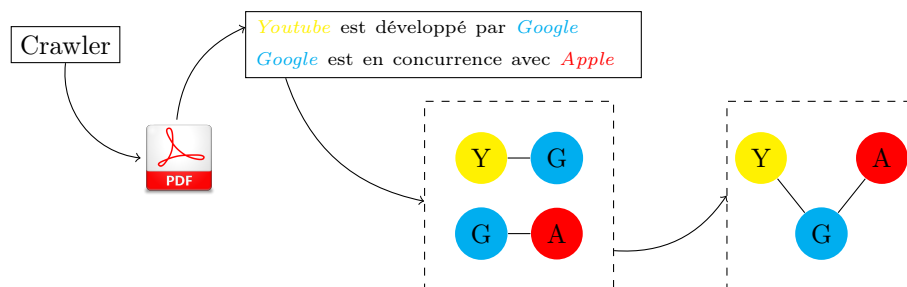 Crawler
Youtube est développé par Google
Google est en concurrence avec Apple
PDF
Y G
G A
Y A
G